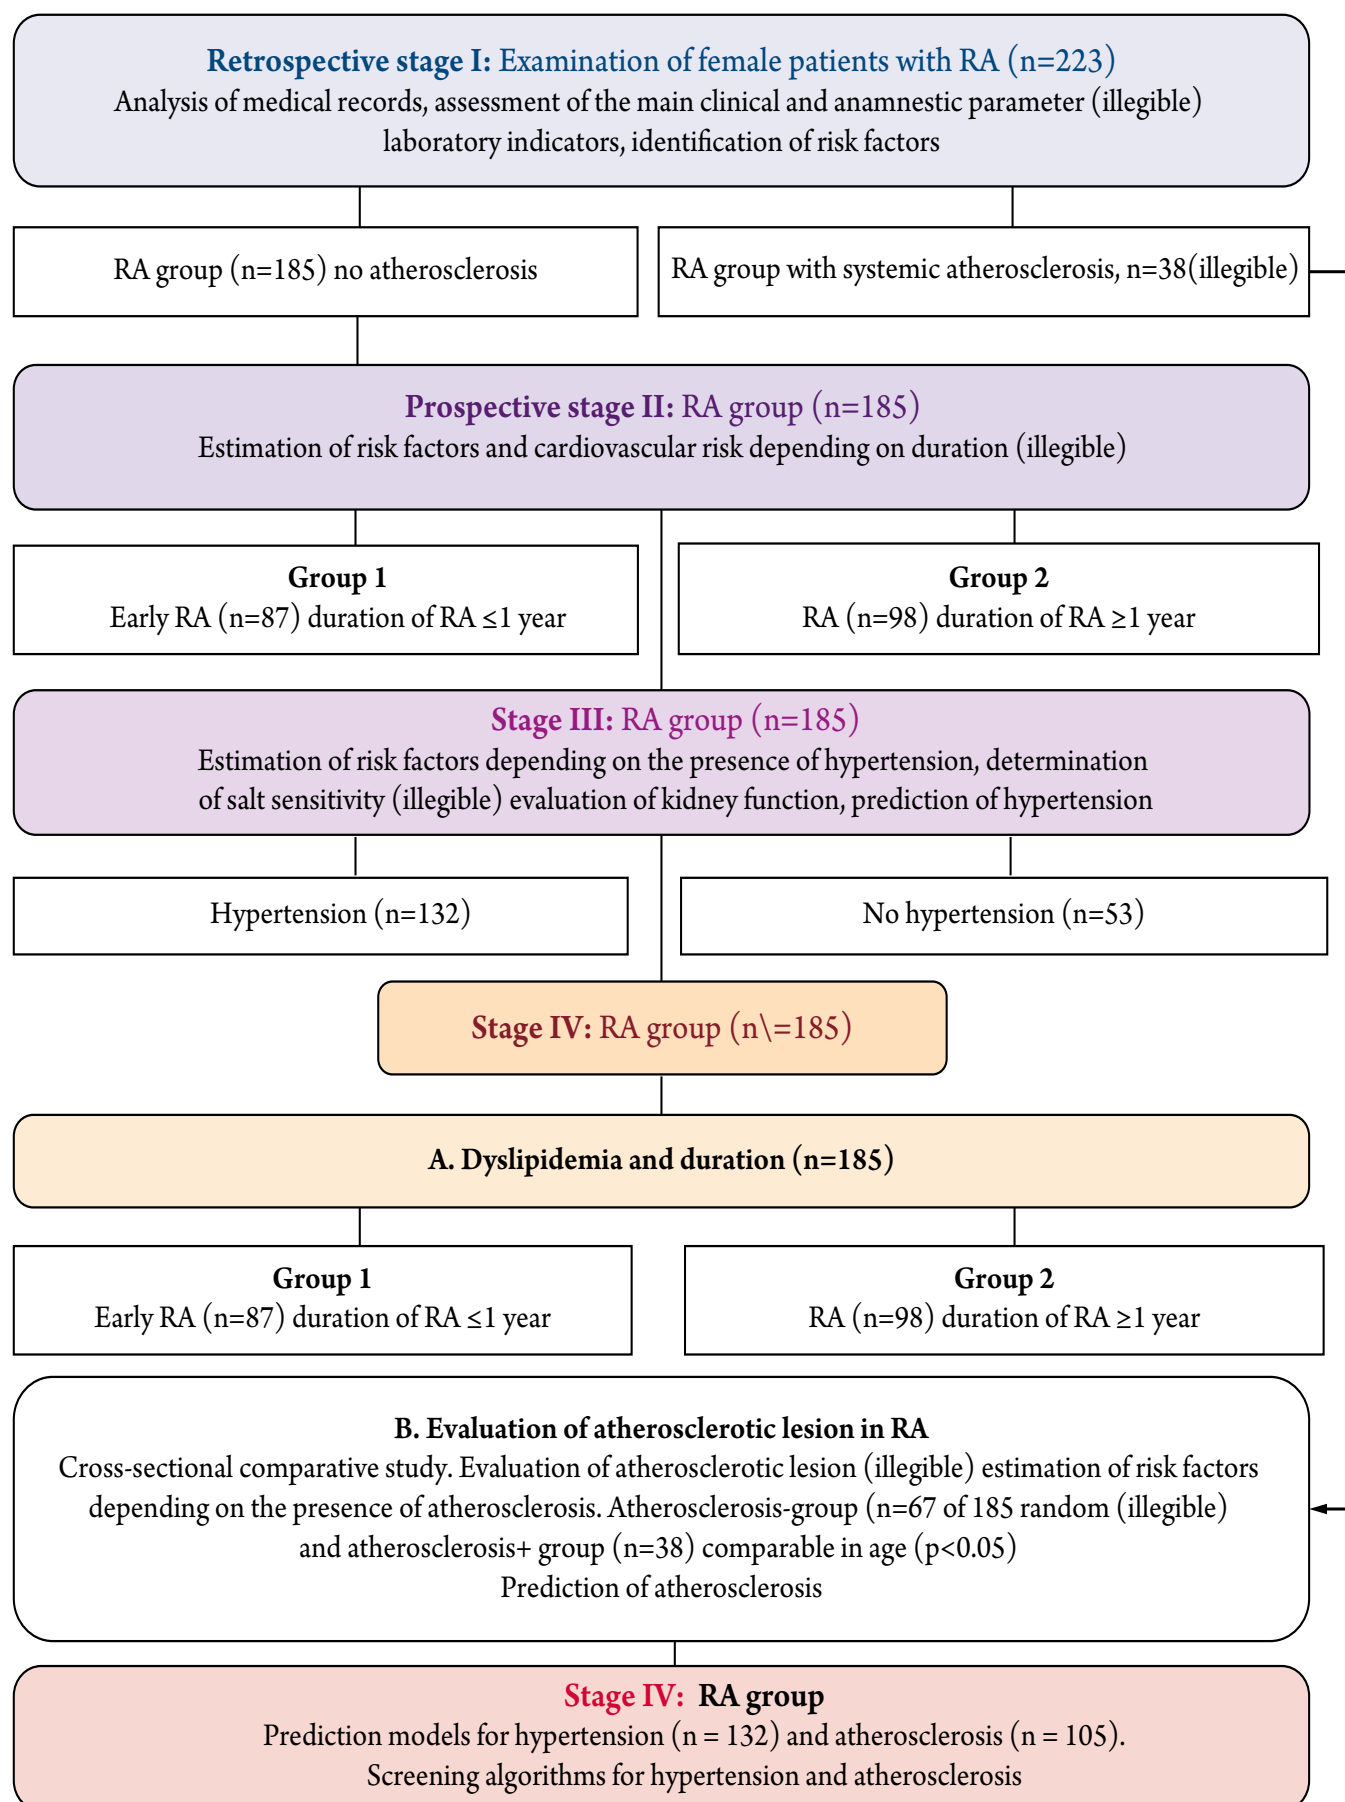 Retrospective stage I: Examination of female patients with RA (n=223)
Analysis of medical records, assessment of the main clinical and anamnestic parameter (illegible)
laboratory indicators, identification of risk factors
RA group (n=185) no atherosclerosis
RA group with systemic atherosclerosis, n=38(illegible)
Prospective stage II: RA group (n=185)
Estimation of risk factors and cardiovascular risk depending on duration (illegible)
Group 1
Early RA (n=87) duration of RA ≤1 year
Group 2
RA (n=98) duration of RA ≥1 year
Stage III: RA group (n=185)
Estimation of risk factors depending on the presence of hypertension, determination
of salt sensitivity (illegible) evaluation of kidney function, prediction of hypertension
Hypertension (n=132)
No hypertension (n=53)
Stage IV: RA group (n\=185)
A. Dyslipidemia and duration (n=185)
Group 1
Early RA (n=87) duration of RA ≤1 year
Group 2
RA (n=98) duration of RA ≥1 year
B. Evaluation of atherosclerotic lesion in RA
Cross-sectional comparative study. Evaluation of atherosclerotic lesion (illegible) estimation of risk factors
depending on the presence of atherosclerosis. Atherosclerosis-group (n=67 of 185 random (illegible)
and atherosclerosis+ group (n=38) comparable in age (p<0.05)
Prediction of atherosclerosis
Stage IV: RA group
Prediction models for hypertension (n = 132) and atherosclerosis (n = 105).
Screening algorithms for hypertension and atherosclerosis